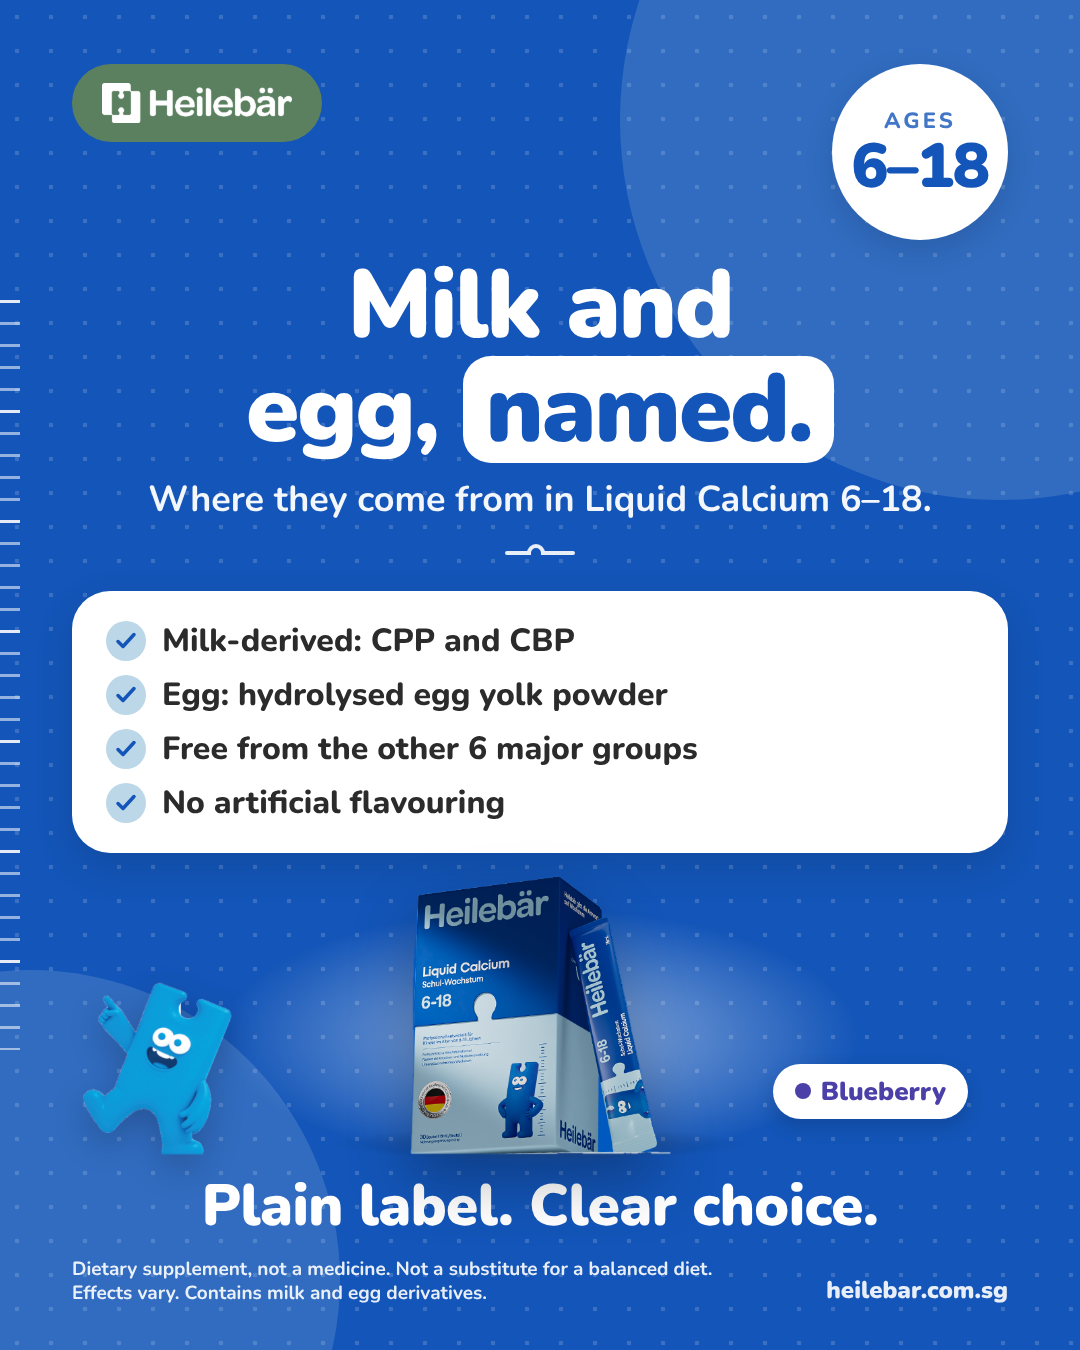 Heilebär
AGES
6–18
Milk and
egg, named.
Where they come from in Liquid Calcium 6–18.
Milk-derived: CPP and CBP
Egg: hydrolysed egg yolk powder
Free from the other 6 major groups
No artificial flavouring
Heilebär
Liquid Calcium
Schul-Wachstum
6-18
Heilebär
Heilebär
6-18
Schul-Wachstum
Liquid Calcium
Blueberry
Plain label. Clear choice.
Dietary supplement, not a medicine. Not a substitute for a balanced diet.
Effects vary. Contains milk and egg derivatives.
heilebar.com.sg